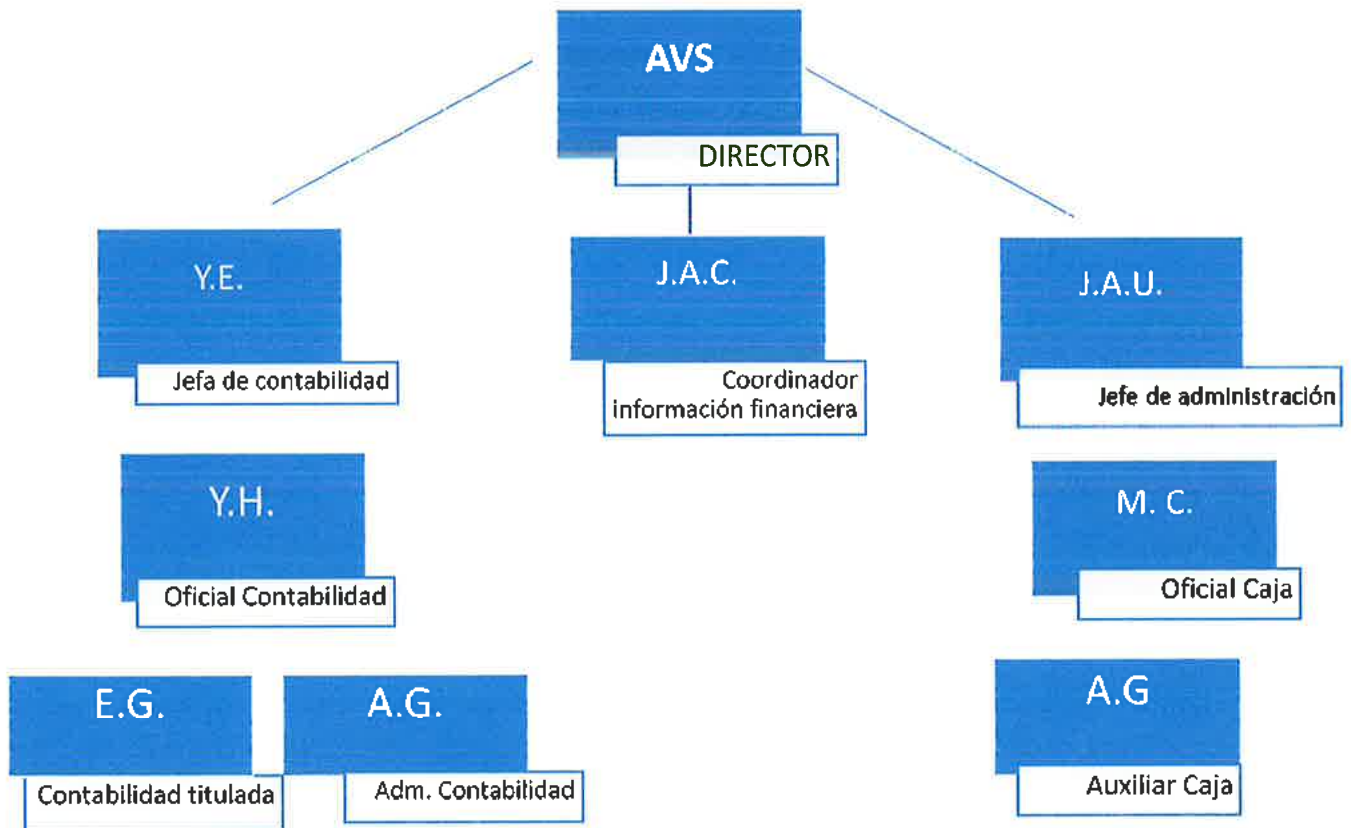 AVS
DIRECTOR
Y.E.
Jefa de contabilidad
J.A.C.
Coordinador
información financiera
J.A.U.
Jefe de administración
Y.H.
Oficial Contabilidad
M. C.
Oficial Caja
E.G.
Contabilidad titulada
A.G.
Adm. Contabilidad
A.G
Auxiliar Caja